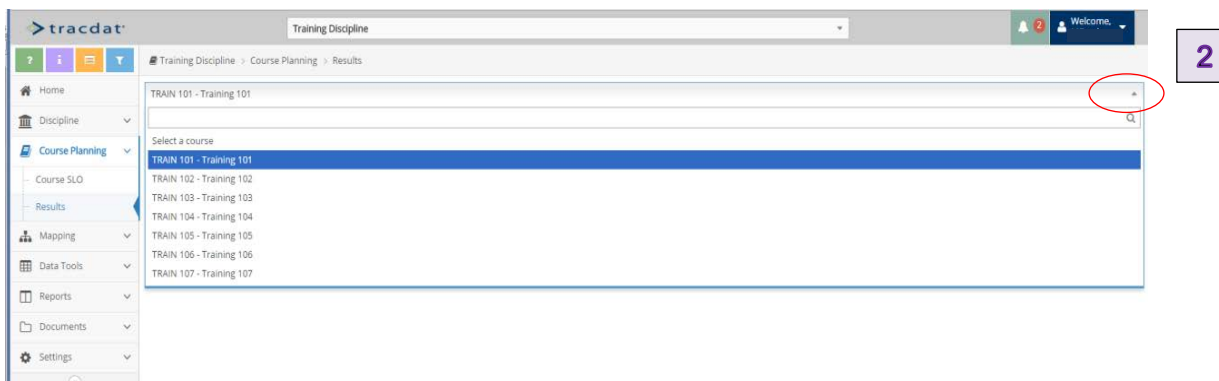 tracdat
Training Discipline
2
Welcome,
2
? i
Training Discipline > Course Planning > Results
Home
TRAIN 101 - Training 101
Discipline
Select a course
Course Planning
TRAIN 101 - Training 101
Course SLO
TRAIN 102 - Training 102
TRAIN 103 - Training 103
Results
TRAIN 104 - Training 104
Mapping
TRAIN 105 - Training 105
TRAIN 106 - Training 106
Data Tools
TRAIN 107 - Training 107
Reports
Documents
Settings